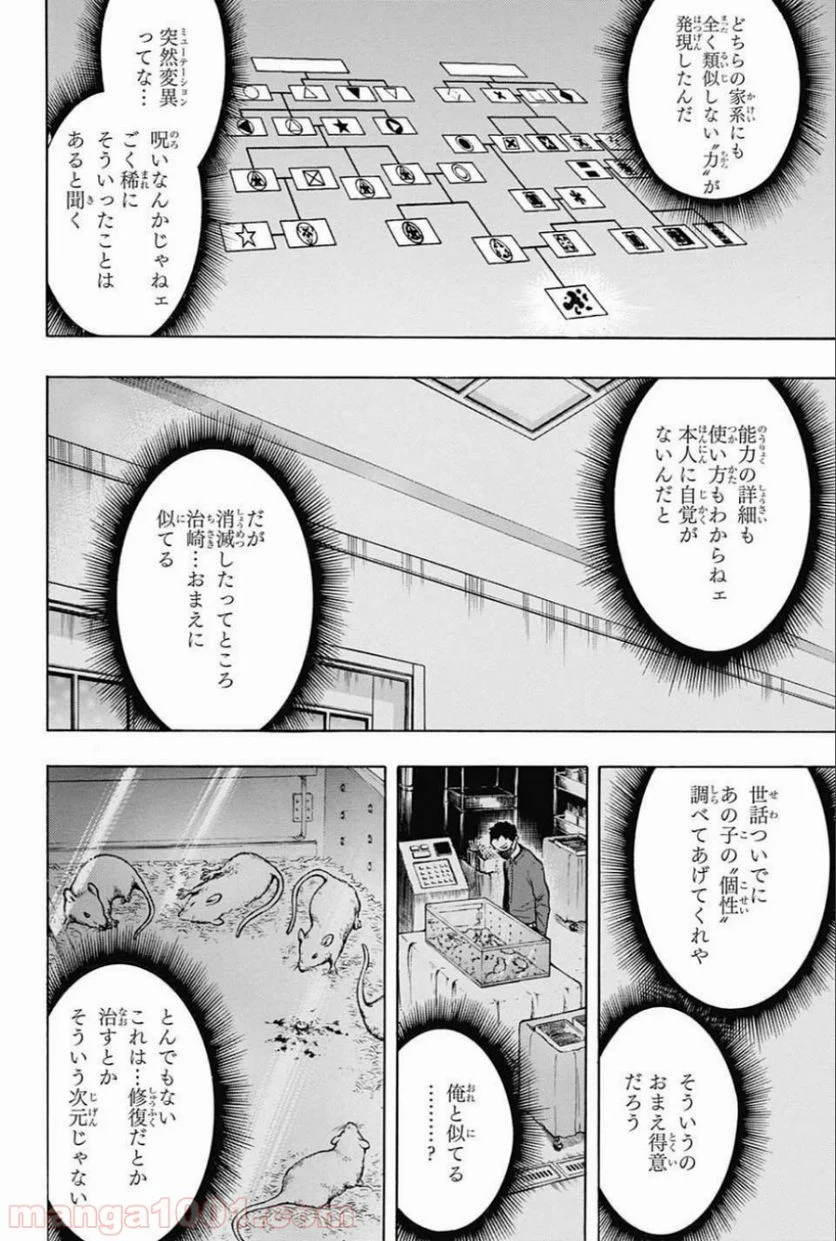 どちらの家系にも
全く類似しない〝力〟が
発現したんだ
突然変異
ってな…
呪いなんかじゃねェ
ごく稀に
そういったことは
あると聞く
能力の詳細も
使い方もわからねェ
本人に自覚が
ないんだと
だが
消滅したってところ
治崎…おまえに
似てる
世話ついでに
あの子の〝個性〟
調べてあげてくれや
そういうの
おまえ得意
だろう
俺と似てる
………?
とんでもない
これは…修復だとか
治すとか
そういう次元じゃない
manga1001.com